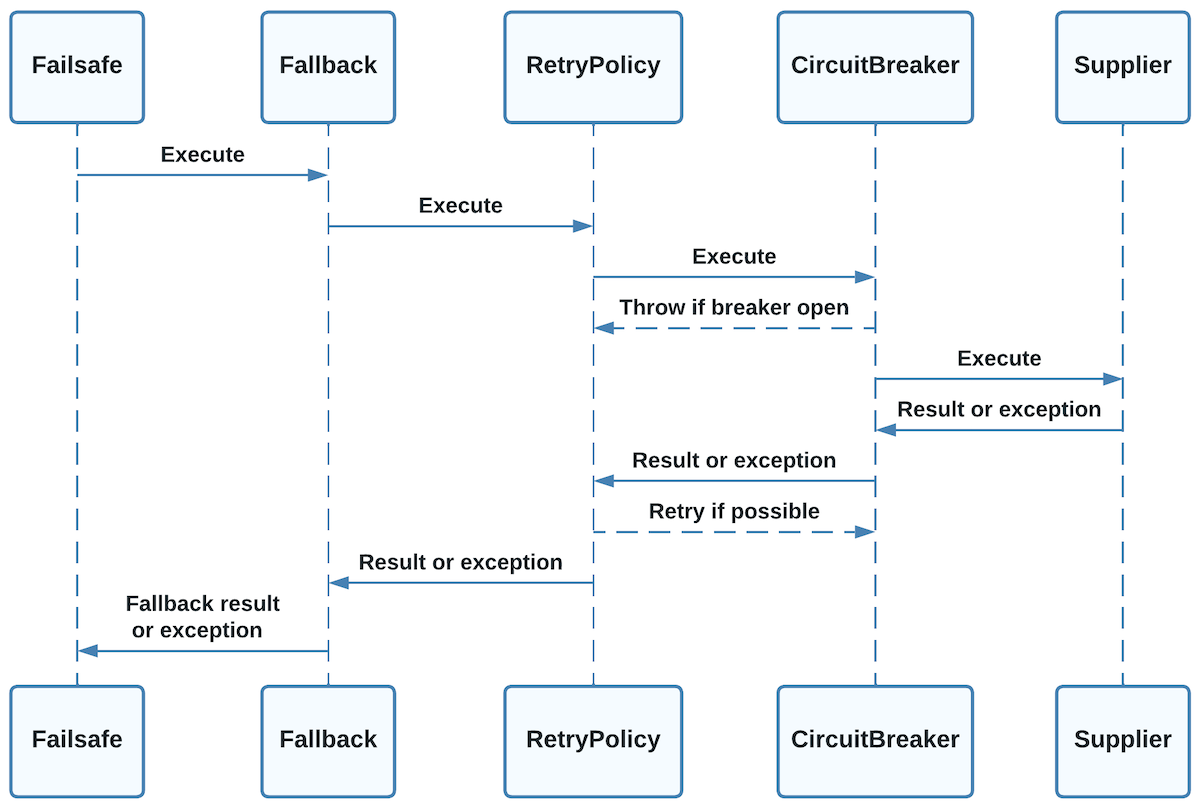 Failsafe
Fallback
RetryPolicy
CircuitBreaker
Supplier
Execute
Execute
Execute
Throw if breaker open
Execute
Result or exception
Result or exception
Retry if possible
Result or exception
Fallback result
or exception
Failsafe
Fallback
RetryPolicy
CircuitBreaker
Supplier